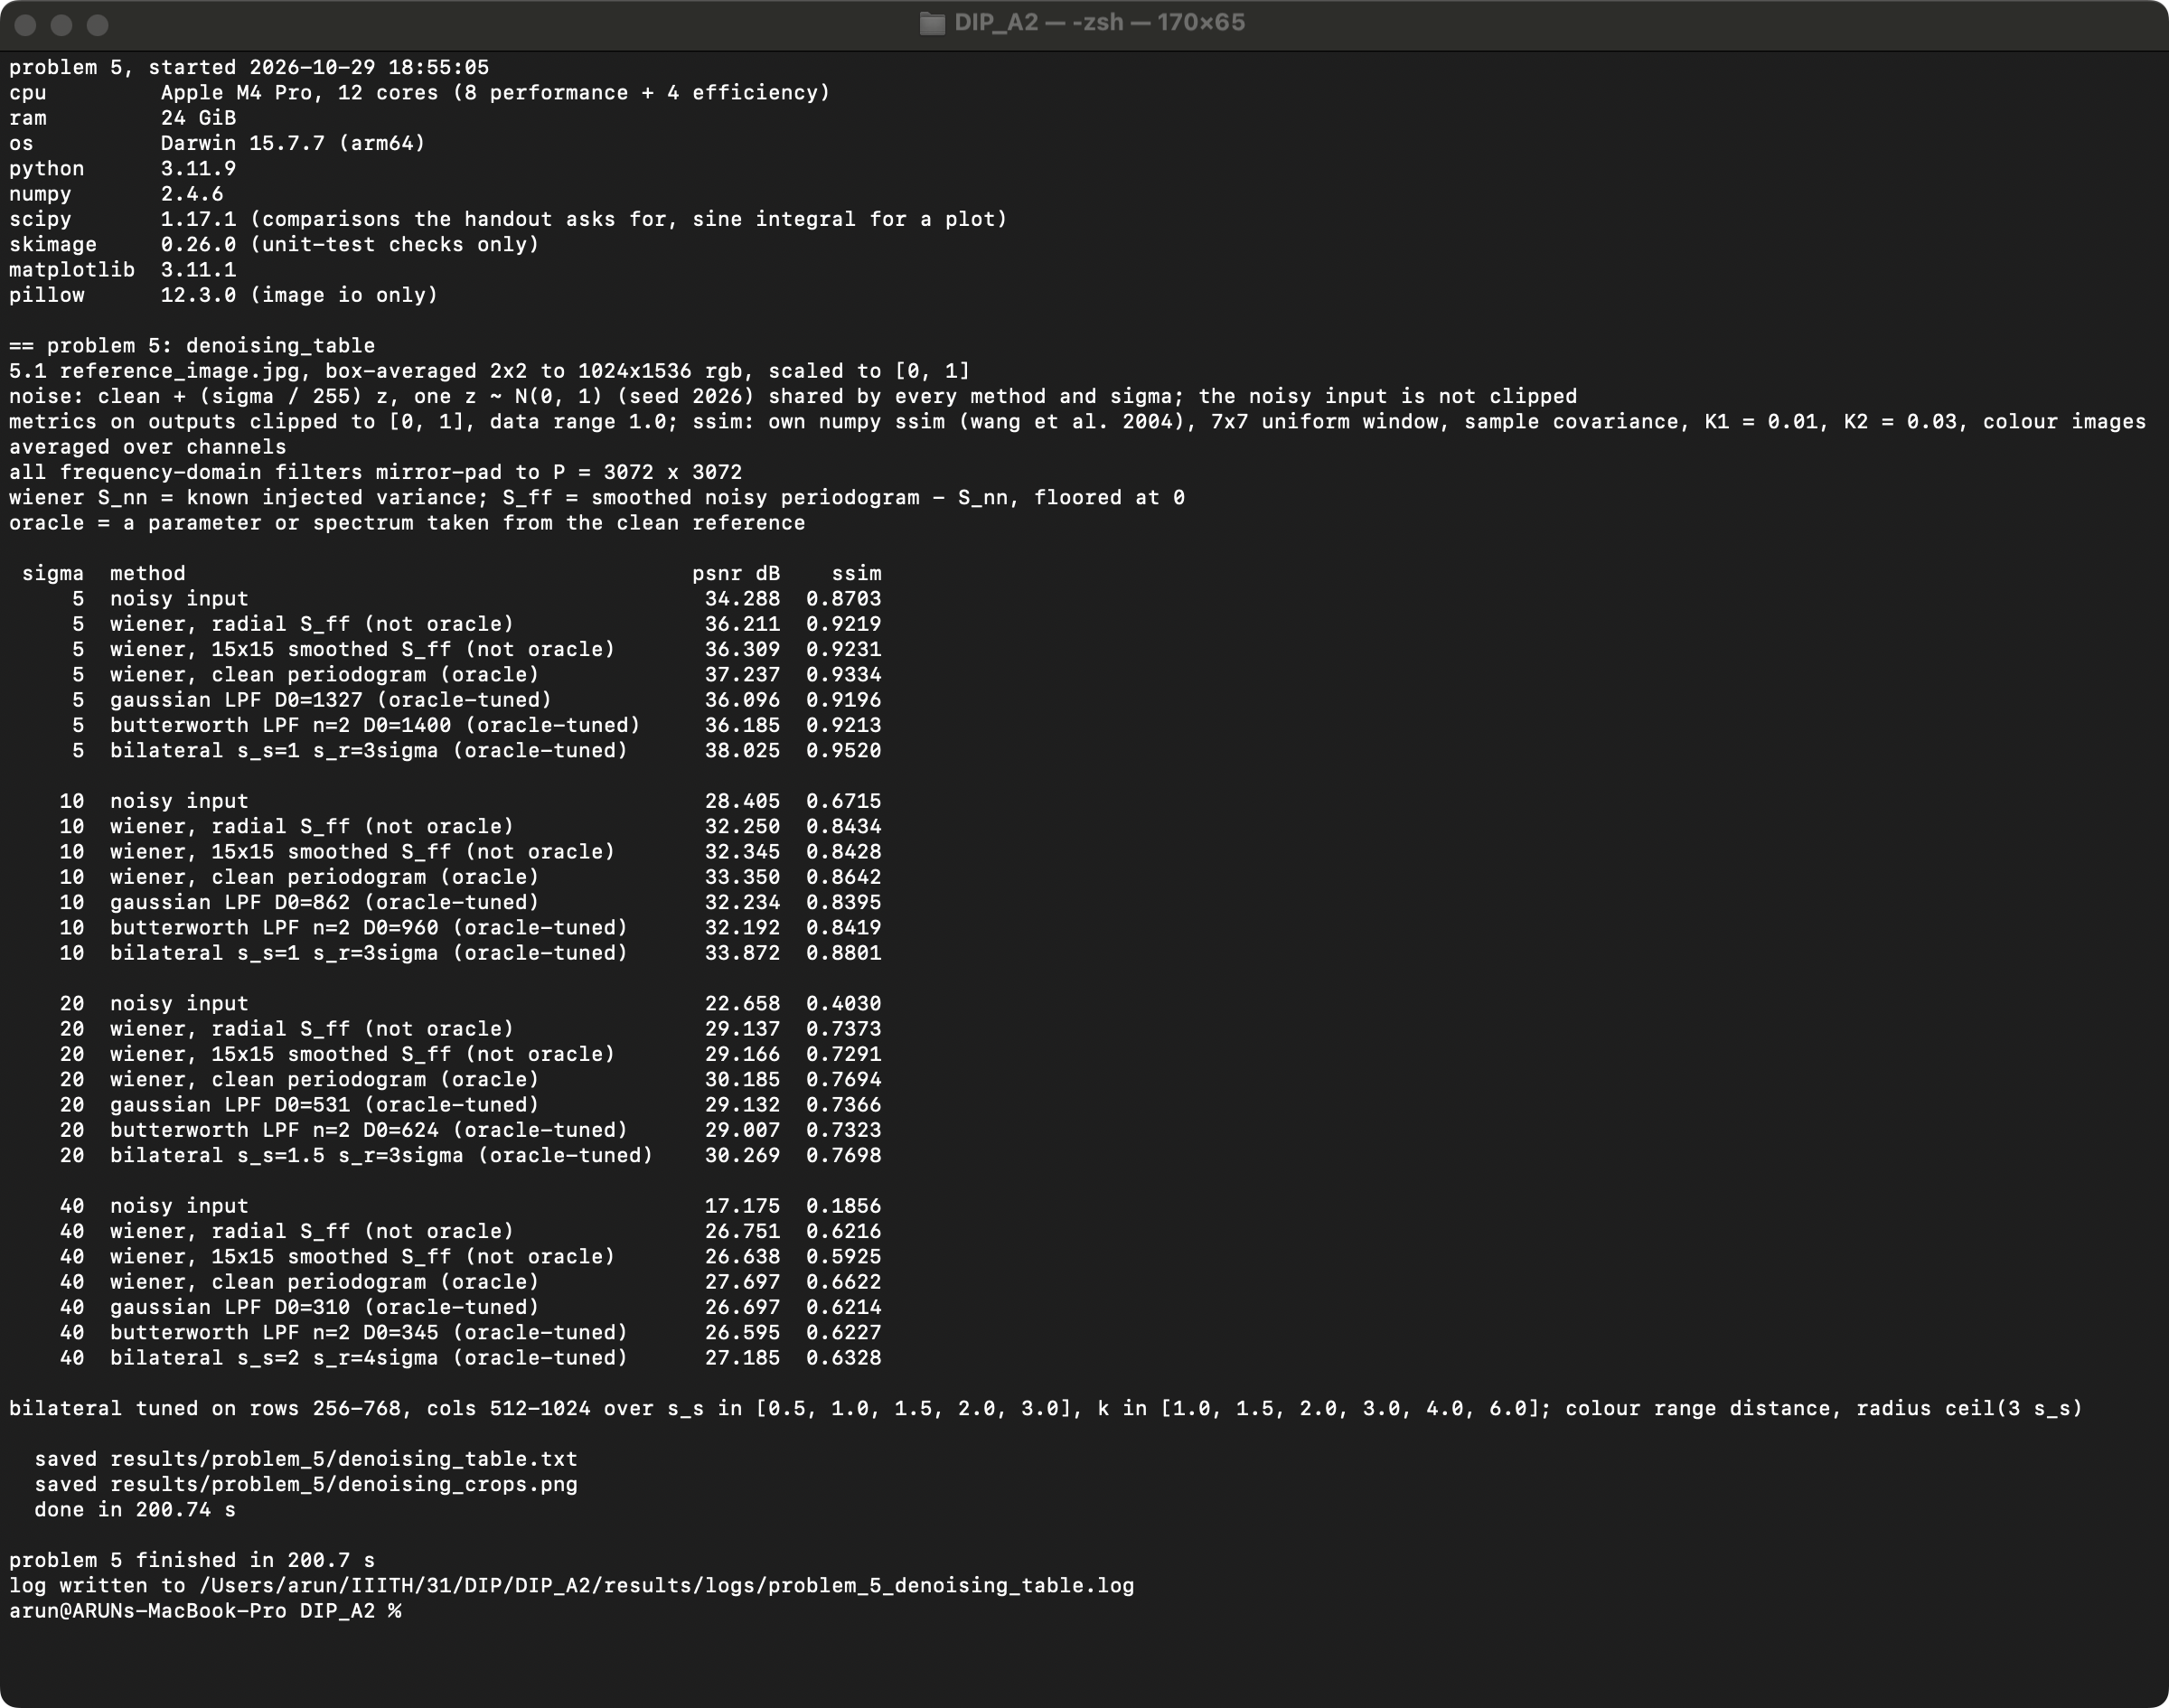 DIP_A2 — -zsh — 170×65
problem 5, started 2026-10-29 18:55:05
cpu         Apple M4 Pro, 12 cores (8 performance + 4 efficiency)
ram         24 GiB
os          Darwin 15.7.7 (arm64)
python      3.11.9
numpy       2.4.6
scipy       1.17.1 (comparisons the handout asks for, sine integral for a plot)
skimage     0.26.0 (unit-test checks only)
matplotlib  3.11.1
pillow      12.3.0 (image io only)

== problem 5: denoising_table
5.1 reference_image.jpg, box-averaged 2x2 to 1024x1536 rgb, scaled to [0, 1]
noise: clean + (sigma / 255) z, one z ~ N(0, 1) (seed 2026) shared by every method and sigma; the noisy input is not clipped
metrics on outputs clipped to [0, 1], data range 1.0; ssim: own numpy ssim (wang et al. 2004), 7x7 uniform window, sample covariance, K1 = 0.01, K2 = 0.03, colour images
averaged over channels
all frequency-domain filters mirror-pad to P = 3072 x 3072
wiener S_nn = known injected variance; S_ff = smoothed noisy periodogram - S_nn, floored at 0
oracle = a parameter or spectrum taken from the clean reference

 sigma  method                                        psnr dB    ssim
     5  noisy input                                    34.288  0.8703
     5  wiener, radial S_ff (not oracle)               36.211  0.9219
     5  wiener, 15x15 smoothed S_ff (not oracle)       36.309  0.9231
     5  wiener, clean periodogram (oracle)             37.237  0.9334
     5  gaussian LPF D0=1327 (oracle-tuned)            36.096  0.9196
     5  butterworth LPF n=2 D0=1400 (oracle-tuned)     36.185  0.9213
     5  bilateral s_s=1 s_r=3sigma (oracle-tuned)      38.025  0.9520

    10  noisy input                                    28.405  0.6715
    10  wiener, radial S_ff (not oracle)               32.250  0.8434
    10  wiener, 15x15 smoothed S_ff (not oracle)       32.345  0.8428
    10  wiener, clean periodogram (oracle)             33.350  0.8642
    10  gaussian LPF D0=862 (oracle-tuned)             32.234  0.8395
    10  butterworth LPF n=2 D0=960 (oracle-tuned)      32.192  0.8419
    10  bilateral s_s=1 s_r=3sigma (oracle-tuned)      33.872  0.8801

    20  noisy input                                    22.658  0.4030
    20  wiener, radial S_ff (not oracle)               29.137  0.7373
    20  wiener, 15x15 smoothed S_ff (not oracle)       29.166  0.7291
    20  wiener, clean periodogram (oracle)             30.185  0.7694
    20  gaussian LPF D0=531 (oracle-tuned)             29.132  0.7366
    20  butterworth LPF n=2 D0=624 (oracle-tuned)      29.007  0.7323
    20  bilateral s_s=1.5 s_r=3sigma (oracle-tuned)    30.269  0.7698

    40  noisy input                                    17.175  0.1856
    40  wiener, radial S_ff (not oracle)               26.751  0.6216
    40  wiener, 15x15 smoothed S_ff (not oracle)       26.638  0.5925
    40  wiener, clean periodogram (oracle)             27.697  0.6622
    40  gaussian LPF D0=310 (oracle-tuned)             26.697  0.6214
    40  butterworth LPF n=2 D0=345 (oracle-tuned)      26.595  0.6227
    40  bilateral s_s=2 s_r=4sigma (oracle-tuned)      27.185  0.6328

bilateral tuned on rows 256-768, cols 512-1024 over s_s in [0.5, 1.0, 1.5, 2.0, 3.0], k in [1.0, 1.5, 2.0, 3.0, 4.0, 6.0]; colour range distance, radius ceil(3 s_s)

  saved results/problem_5/denoising_table.txt
  saved results/problem_5/denoising_crops.png
  done in 200.74 s

problem 5 finished in 200.7 s
log written to /Users/arun/IIITH/31/DIP/DIP_A2/results/logs/problem_5_denoising_table.log
arun@ARUNs-MacBook-Pro DIP_A2 %